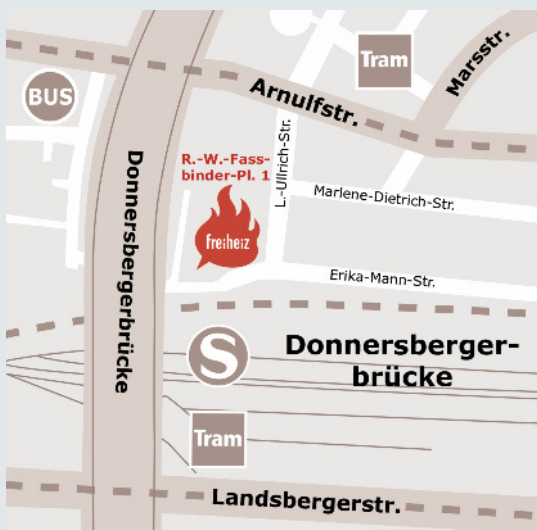 Tram
Marsstr.
BUS
Arnulfstr.
R.-W.-Fass-
binder-Pl. 1
L.-Ullrich-Str.
Marlene-Dietrich-Str.
freiheiz
Donnersbergerbrücke
Erika-Mann-Str.
S
Donnersberger-
brücke
Tram
Landsbergerstr.